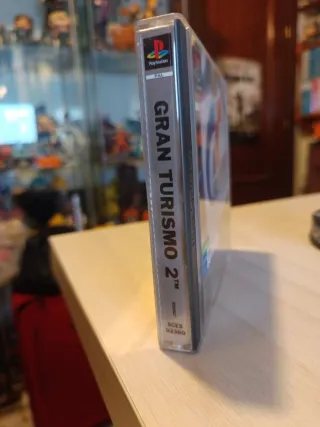 PlayStation
GRAN TURISMO 2™
SCES
02380